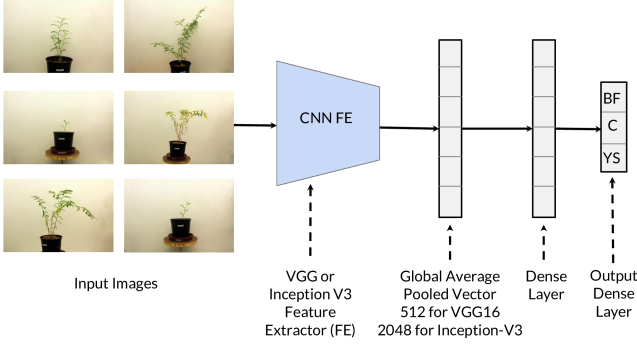 CNN FE
BF
C
YS
Input Images
VGG or
Inception V3
Feature
Extractor (FE)
Global Average
Pooled Vector
512 for VGG16
2048 for Inception-V3
Dense
Layer
Output
Dense
Layer